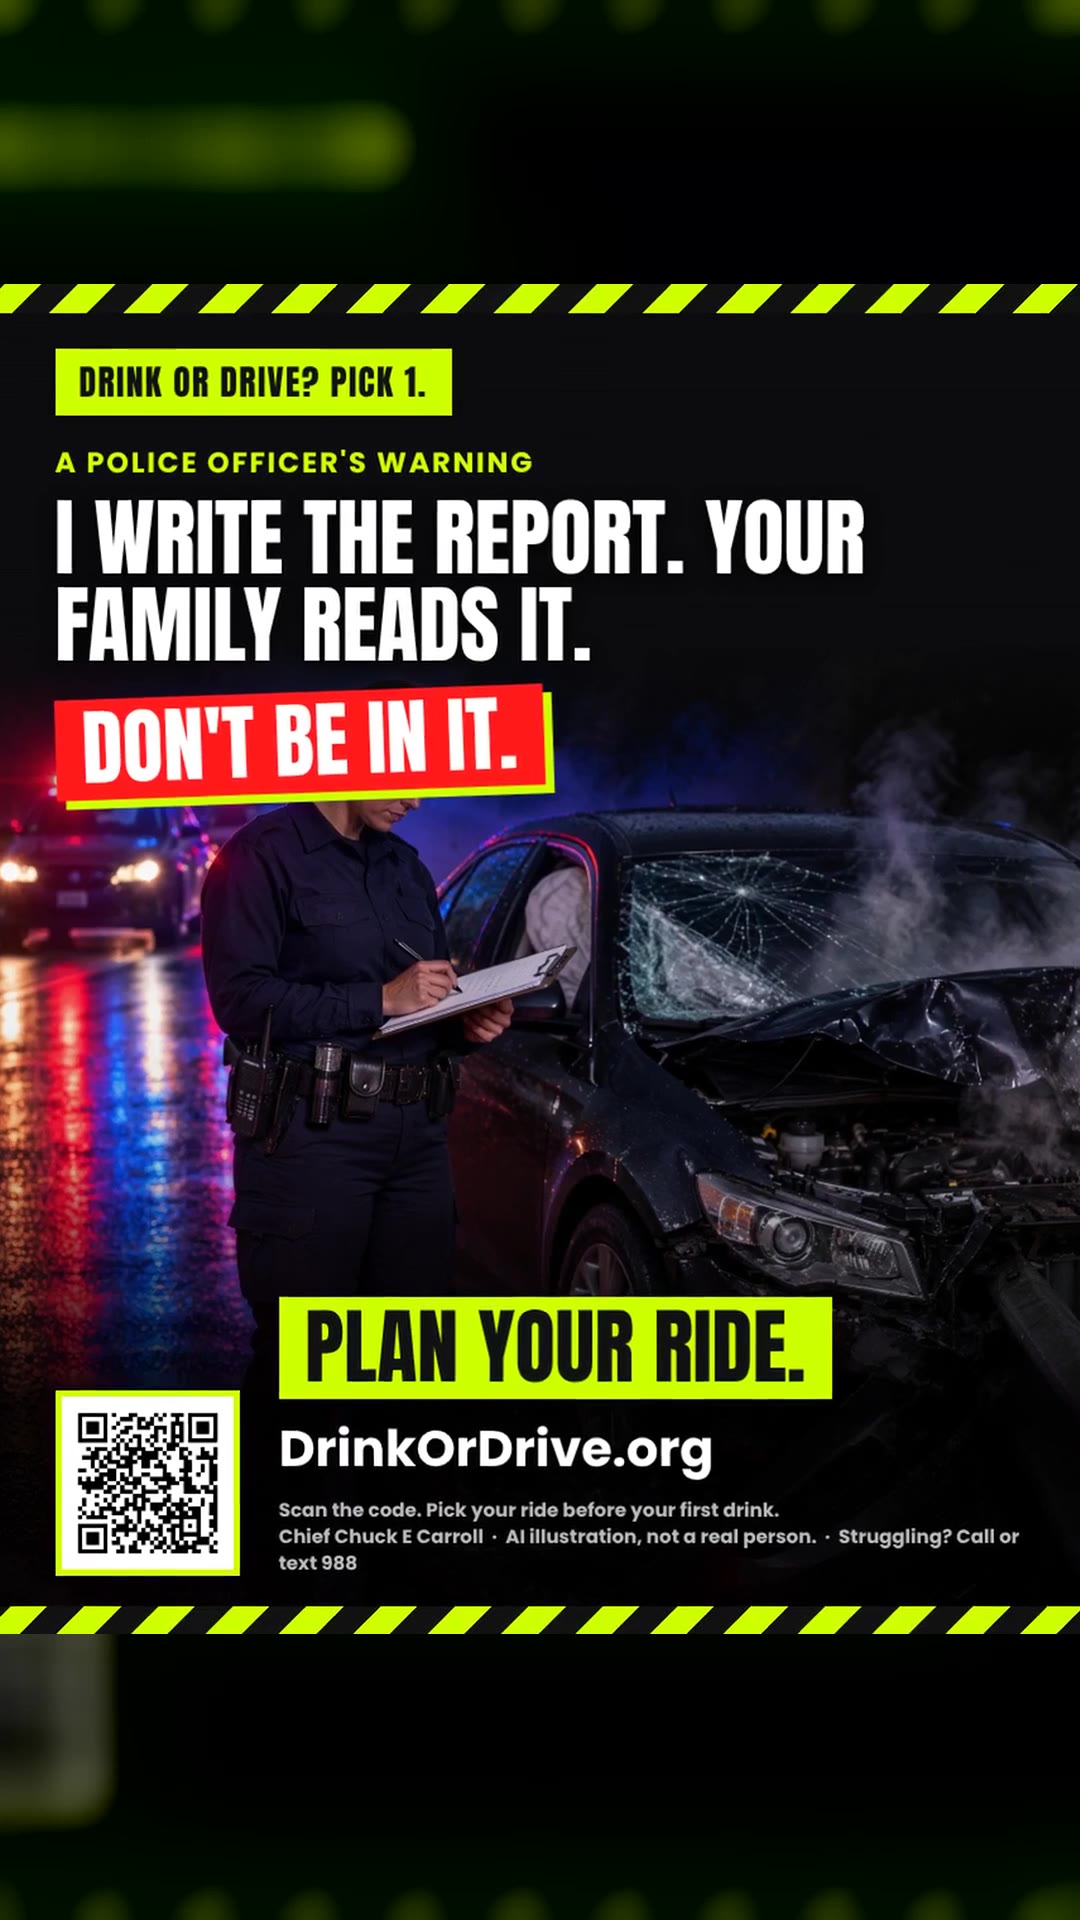 DRINK OR DRIVE? PICK 1.
A POLICE OFFICER'S WARNING
I WRITE THE REPORT. YOUR
FAMILY READS IT.
DON'T BE IN IT.
PLAN YOUR RIDE.
DrinkOrDrive.org
Scan the code. Pick your ride before your first drink.
Chief Chuck E Carroll · AI illustration, not a real person. · Struggling? Call or
text 988